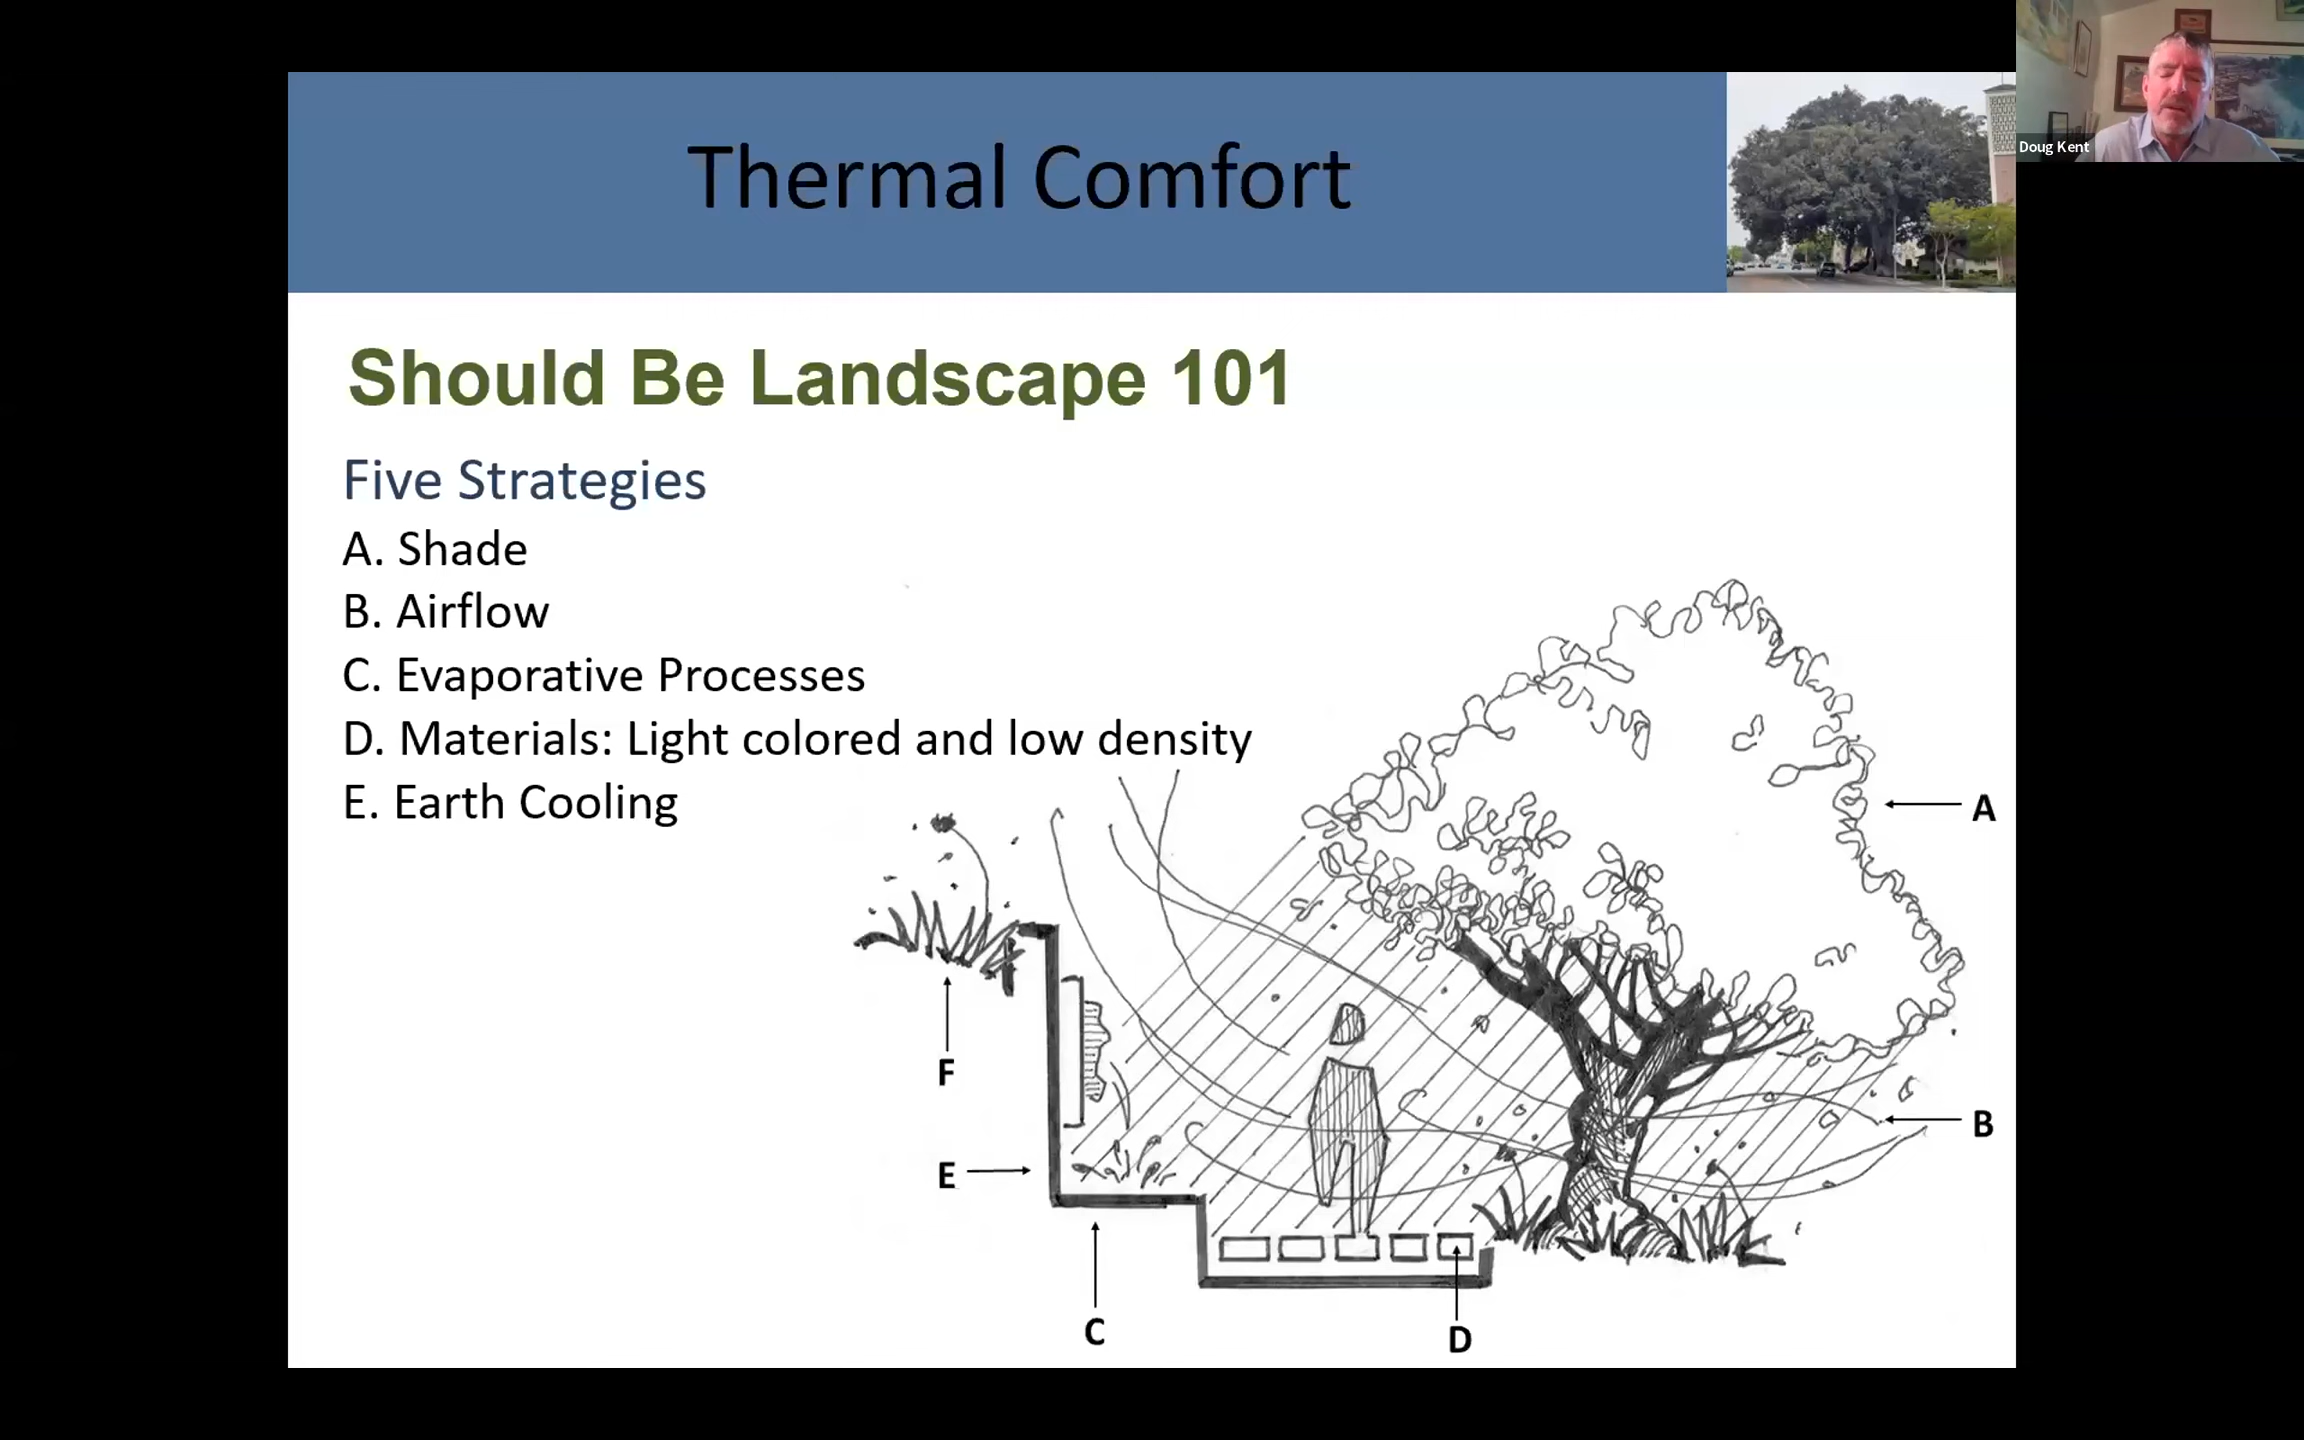 Thermal Comfort
Doug Kent
Should Be Landscape 101
Five Strategies
A. Shade
B. Airflow
C. Evaporative Processes
D. Materials: Light colored and low density
E. Earth Cooling
A
F
B
E
C
D